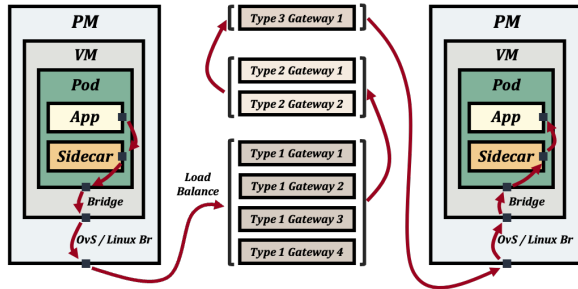 PM
VM
Pod
App
Sidecar
Bridge
OvS / Linux Br
Load
Balance
Type 3 Gateway 1
Type 2 Gateway 1
Type 2 Gateway 2
Type 1 Gateway 1
Type 1 Gateway 2
Type 1 Gateway 3
Type 1 Gateway 4
PM
VM
Pod
App
Sidecar
Bridge
OvS / Linux Br